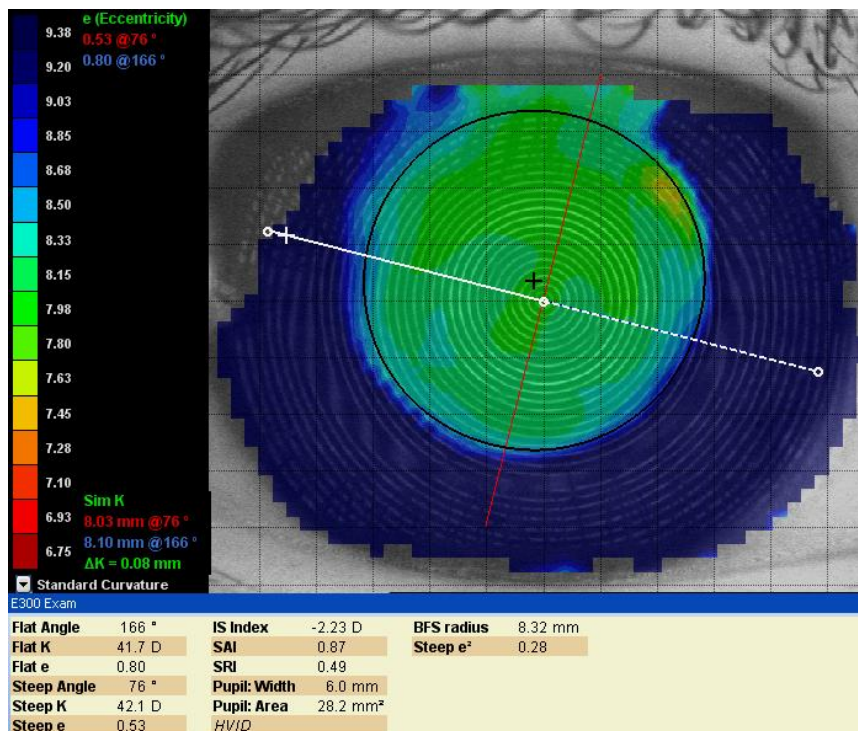 e (Eccentricity)
0.53 @76 °
0.80 @166 °
9.38
9.20
9.03
8.85
8.68
8.50
8.33
8.15
7.98
7.80
7.63
7.45
7.28
7.10
6.93
6.75
Sim K
8.03 mm @76 °
8.10 mm @166 °
ΔK = 0.08 mm
Standard Curvature
E300 Exam
Flat Angle 166 ° IS Index -2.23 D BFS radius 8.32 mm
Flat K 41.7 D SAI 0.87 Steep e² 0.28
Flat e 0.80 SRI 0.49
Steep Angle 76 ° Pupil: Width 6.0 mm
Steep K 42.1 D Pupil: Area 28.2 mm²
Steep e 0.53 HVID